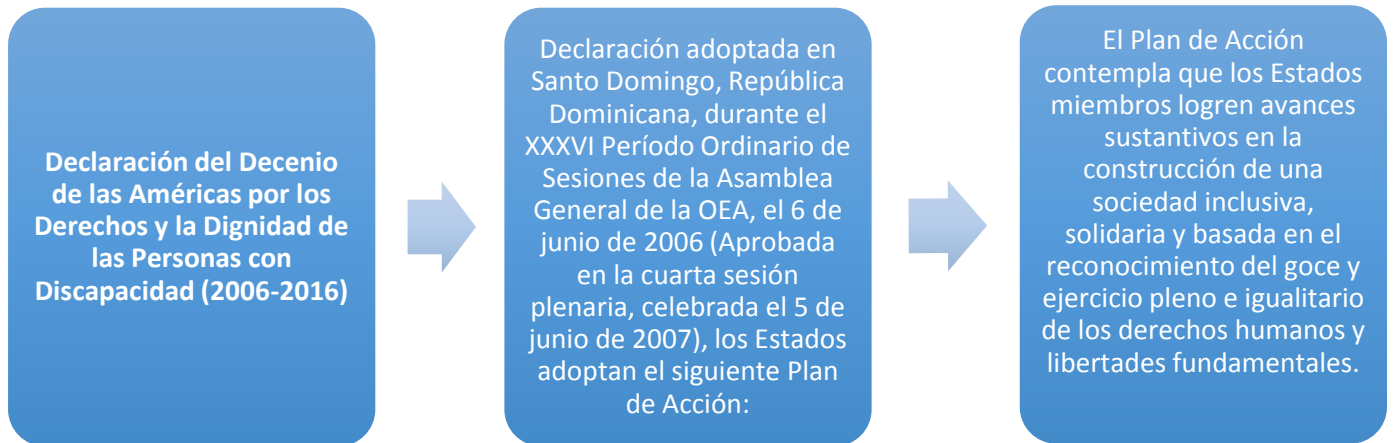 Declaración del Decenio
de las Américas por los
Derechos y la Dignidad de
las Personas con
Discapacidad (2006-2016)
Declaración adoptada en
Santo Domingo, República
Dominicana, durante el
XXXVI Período Ordinario de
Sesiones de la Asamblea
General de la OEA, el 6 de
junio de 2006 (Aprobada
en la cuarta sesión
plenaria, celebrada el 5 de
junio de 2007), los Estados
adoptan el siguiente Plan
de Acción:
El Plan de Acción
contempla que los Estados
miembros logren avances
sustantivos en la
construcción de una
sociedad inclusiva,
solidaria y basada en el
reconocimiento del goce y
ejercicio pleno e igualitario
de los derechos humanos y
libertades fundamentales.